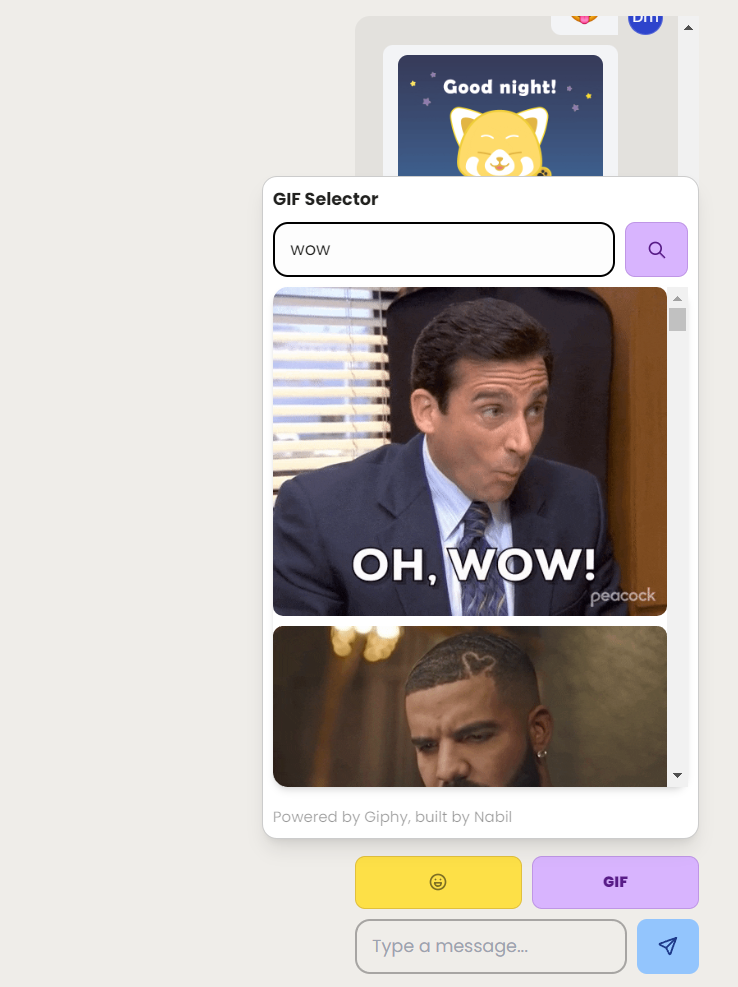 Dm
Good night!
GIF Selector
wow
OH, WOW!
peacock
Powered by Giphy, built by Nabil
GIF
Type a message...